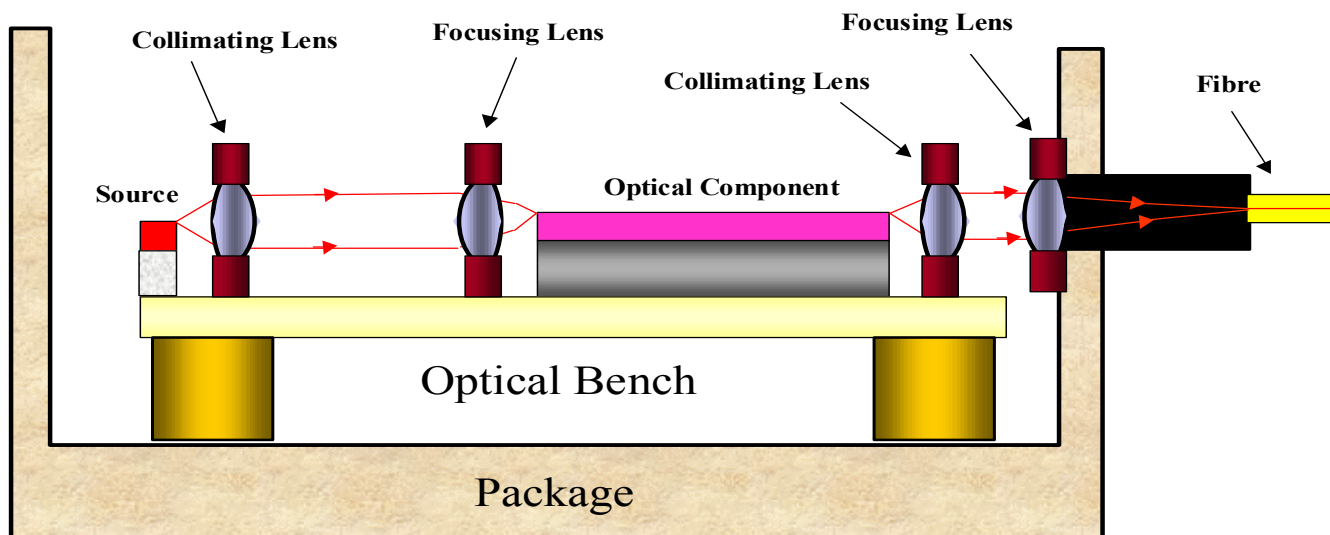 Collimating Lens
Focusing Lens
Focusing Lens
Collimating Lens
Fibre
Source
Optical Component
Optical Bench
Package